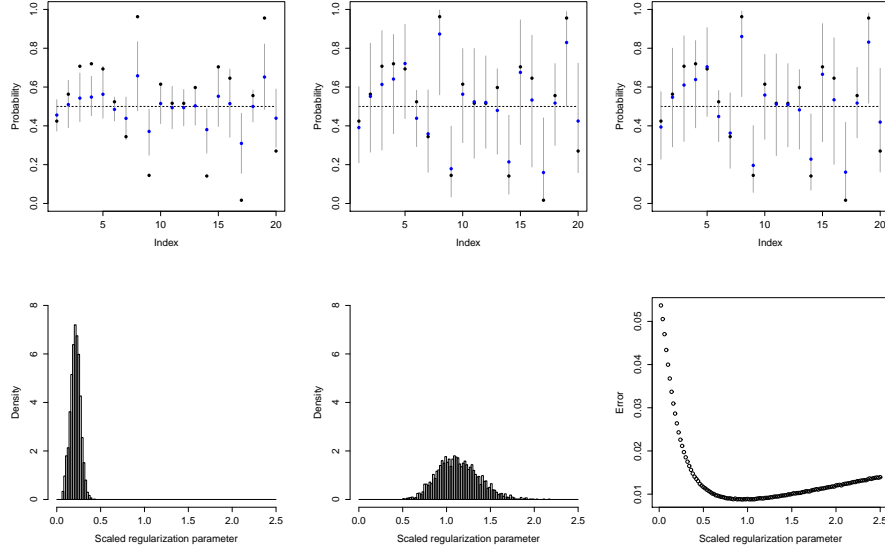 Probability
0.0 0.2 0.4 0.6 0.8 1.0
5 10 15 20
Index
Probability
0.0 0.2 0.4 0.6 0.8 1.0
5 10 15 20
Index
Probability
0.0 0.2 0.4 0.6 0.8 1.0
5 10 15 20
Index
Density
0 2 4 6 8
0.0 0.5 1.0 1.5 2.0 2.5
Scaled regularization parameter
Density
0 2 4 6 8
0.0 0.5 1.0 1.5 2.0 2.5
Scaled regularization parameter
Error
0.01 0.02 0.03 0.04 0.05
0.0 0.5 1.0 1.5 2.0 2.5
Scaled regularization parameter